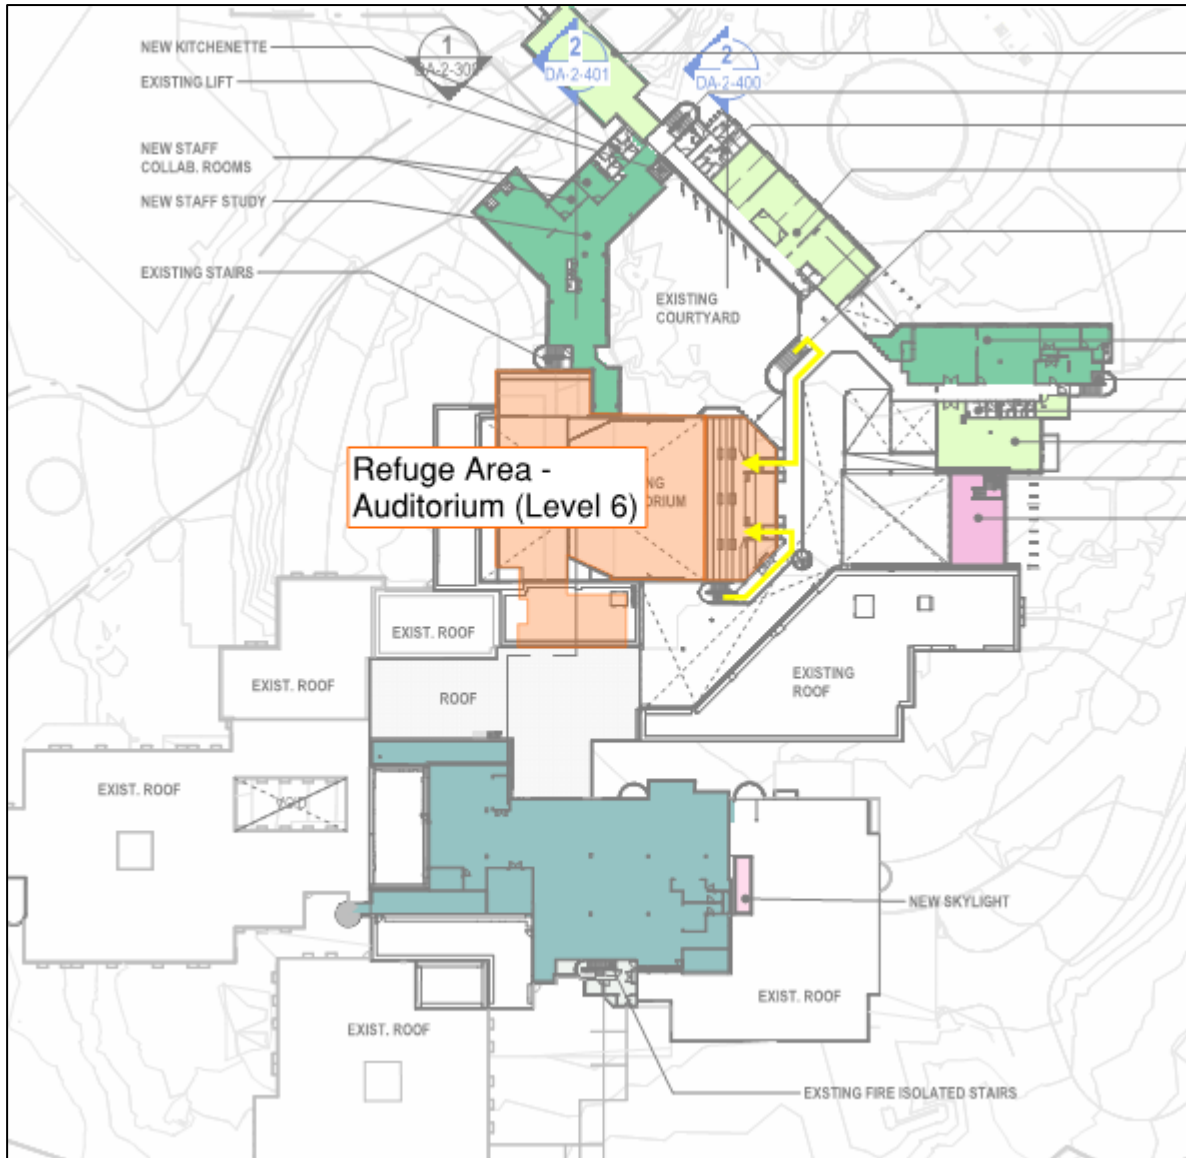 NEW KITCHENETTE
1
DA-2-300
2
DA-2-401
2
DA-2-400
EXISTING LIFT
NEW STAFF
COLLAB. ROOMS
NEW STAFF STUDY
EXISTING STAIRS
EXISTING
COURTYARD
Refuge Area -
Auditorium (Level 6)
NG
ORIUM
EXIST. ROOF
EXIST. ROOF
ROOF
EXISTING
ROOF
EXIST. ROOF
VOID
NEW SKYLIGHT
EXIST. ROOF
EXIST. ROOF
EXSTING FIRE ISOLATED STAIRS